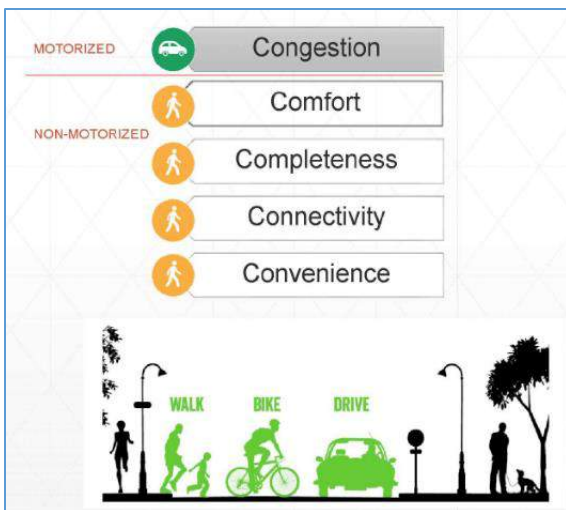 MOTORIZED
Congestion
Comfort
NON-MOTORIZED
Completeness
Connectivity
Convenience
WALK BIKE DRIVE